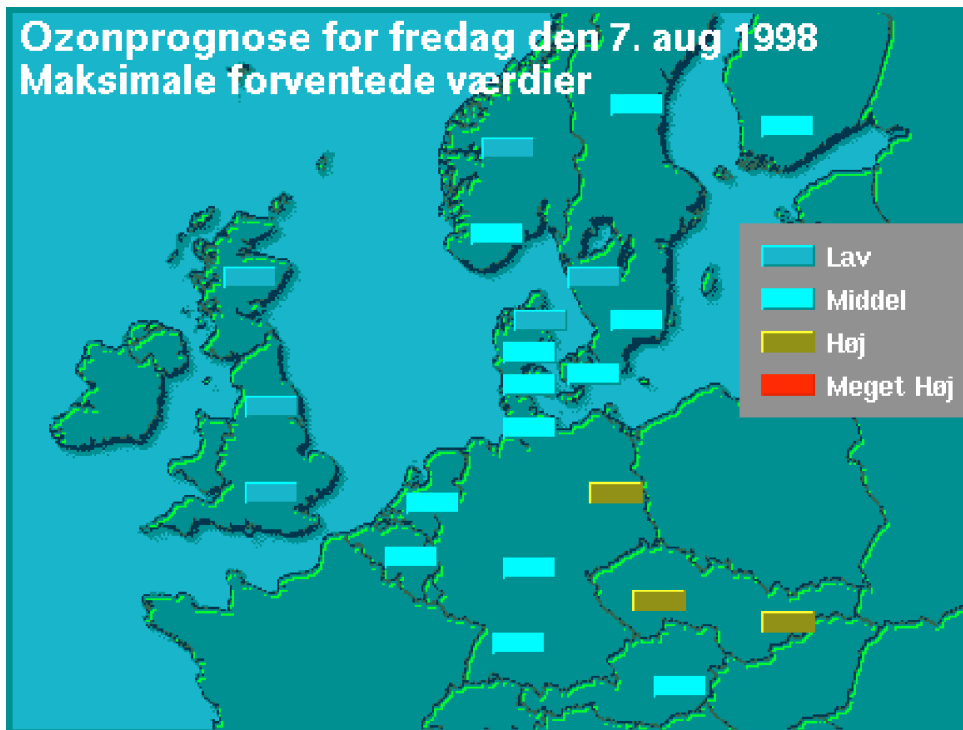 Ozonprognose for fredag den 7. aug 1998
Maksimale forventede værdier
Lav
Middel
Høj
Meget Høj